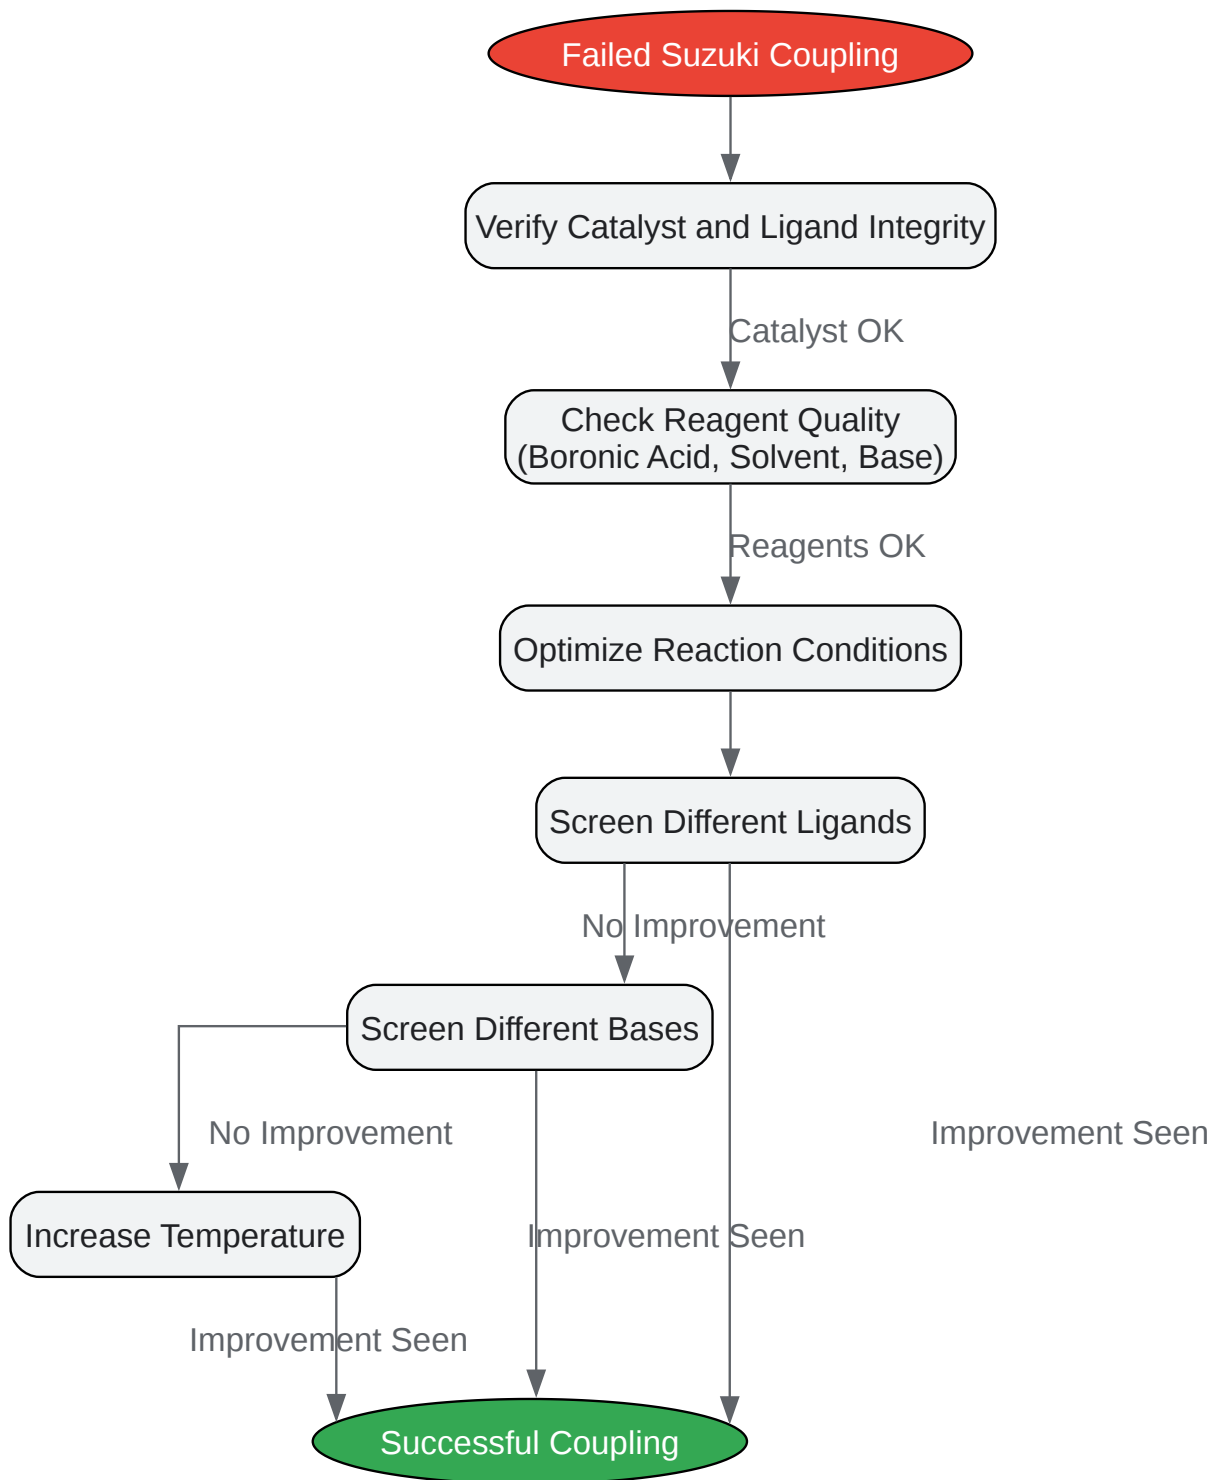 Failed Suzuki Coupling
Verify Catalyst and Ligand Integrity
Catalyst OK
Check Reagent Quality
(Boronic Acid, Solvent, Base)
Reagents OK
Optimize Reaction Conditions
Screen Different Ligands
No Improvement
Screen Different Bases
No Improvement
Improvement Seen
Increase Temperature
Improvement Seen
Improvement Seen
Successful Coupling